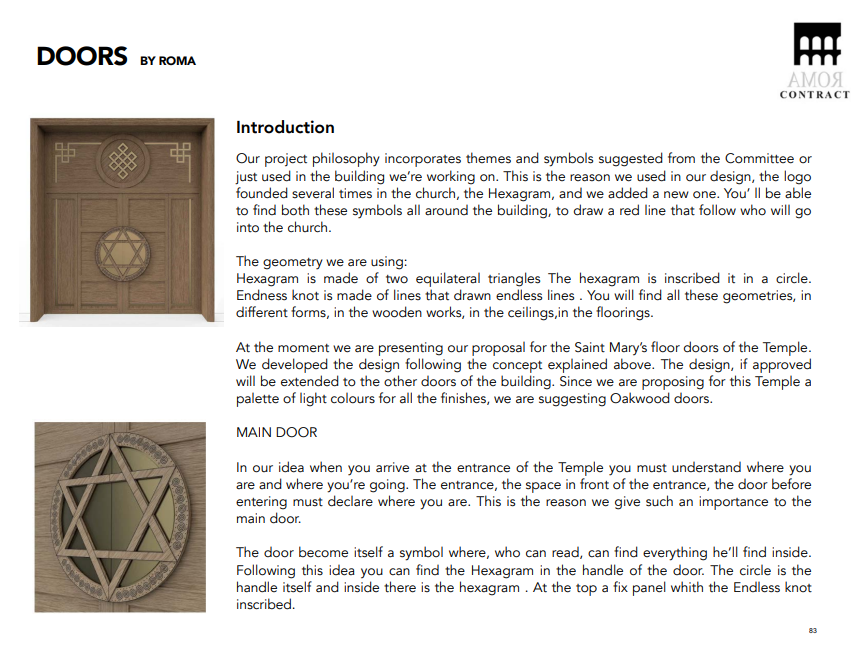 DOORS BY ROMA
AMOЯ
CONTRACT
Introduction
Our project philosophy incorporates themes and symbols suggested from the Committee or
just used in the building we're working on. This is the reason we used in our design, the logo
founded several times in the church, the Hexagram, and we added a new one. You' ll be able
to find both these symbols all around the building, to draw a red line that follow who will go
into the church.
The geometry we are using:
Hexagram is made of two equilateral triangles The hexagram is inscribed it in a circle.
Endness knot is made of lines that drawn endless lines . You will find all these geometries, in
different forms, in the wooden works, in the ceilings,in the floorings.
At the moment we are presenting our proposal for the Saint Mary's floor doors of the Temple.
We developed the design following the concept explained above. The design, if approved
will be extended to the other doors of the building. Since we are proposing for this Temple a
palette of light colours for all the finishes, we are suggesting Oakwood doors.
MAIN DOOR
In our idea when you arrive at the entrance of the Temple you must understand where you
are and where you're going. The entrance, the space in front of the entrance, the door before
entering must declare where you are. This is the reason we give such an importance to the
main door.
The door become itself a symbol where, who can read, can find everything he'll find inside.
Following this idea you can find the Hexagram in the handle of the door. The circle is the
handle itself and inside there is the hexagram . At the top a fix panel whith the Endless knot
inscribed.
83